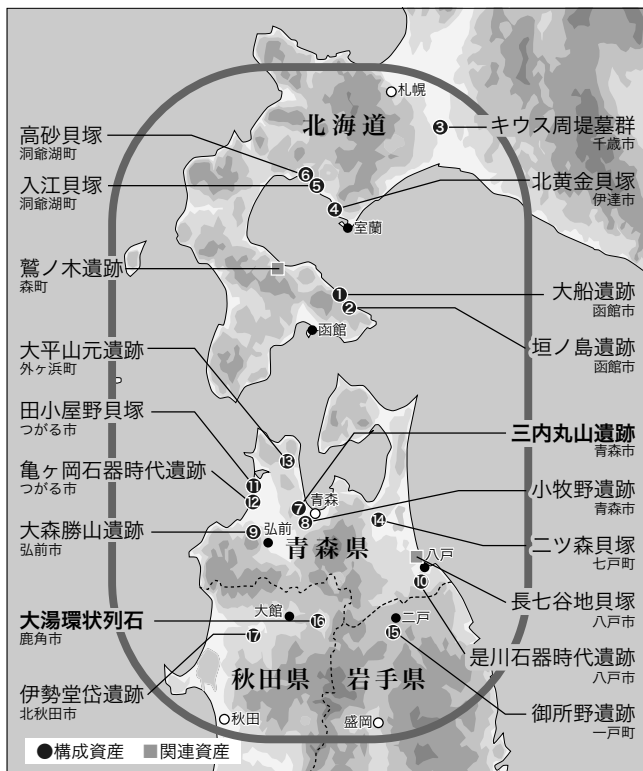 札幌
北海道
高砂貝塚
洞爺湖町
❸
キウス周堤墓群
千歳市
入江貝塚
洞爺湖町
❻
❺
❹
北黄金貝塚
伊達市
室蘭
鷲ノ木遺跡
森町
❶
大船遺跡
函館市
❷
函館
垣ノ島遺跡
函館市
大平山元遺跡
外ヶ浜町
田小屋野貝塚
つがる市
三内丸山遺跡
青森市
⓭
亀ヶ岡石器時代遺跡
つがる市
⓫
⓬
❼
青森
❽
小牧野遺跡
青森市
大森勝山遺跡
弘前市
❾
弘前
青森県
⓮
二ツ森貝塚
七戸町
八戸
❿
長七谷地貝塚
八戸市
大湯環状列石
鹿角市
大館
⓰
二戸
⓯
⓱
是川石器時代遺跡
八戸市
伊勢堂岱遺跡
北秋田市
秋田県
岩手県
御所野遺跡
一戸町
秋田
盛岡
●構成資産 ■関連資産